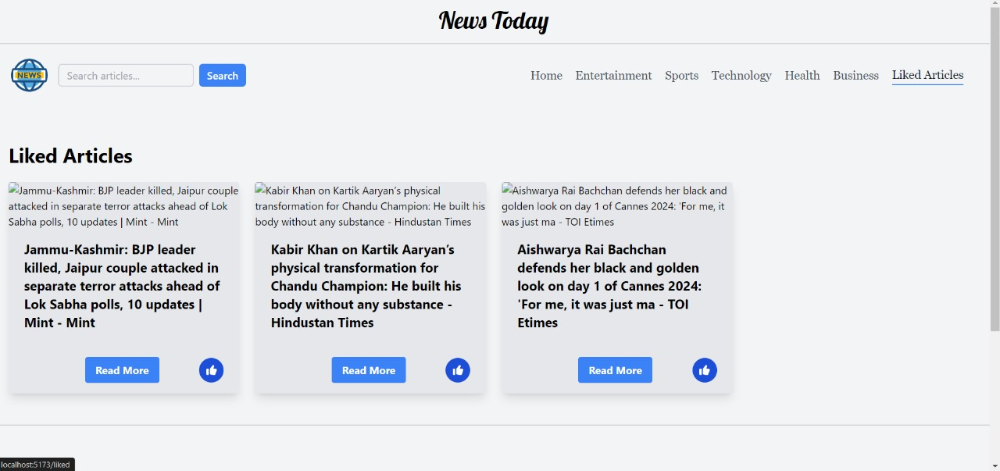 News Today
NEWS
Search articles...
Search
Home
Entertainment
Sports
Technology
Health
Business
Liked Articles
Liked Articles
Jammu-Kashmir: BJP leader killed, Jaipur couple
attacked in separate terror attacks ahead of Lok
Sabha polls, 10 updates | Mint - Mint
Jammu-Kashmir: BJP leader
killed, Jaipur couple attacked in
separate terror attacks ahead of
Lok Sabha polls, 10 updates |
Mint - Mint
Read More
Kabir Khan on Kartik Aaryan’s physical
transformation for Chandu Champion: He built his
body without any substance - Hindustan Times
Kabir Khan on Kartik Aaryan’s
physical transformation for
Chandu Champion: He built his
body without any substance -
Hindustan Times
Read More
Aishwarya Rai Bachchan defends her black and
golden look on day 1 of Cannes 2024: 'For me, it
was just ma - TOI Etimes
Aishwarya Rai Bachchan
defends her black and golden
look on day 1 of Cannes 2024:
'For me, it was just ma - TOI
Etimes
Read More
localhost:5173/liked